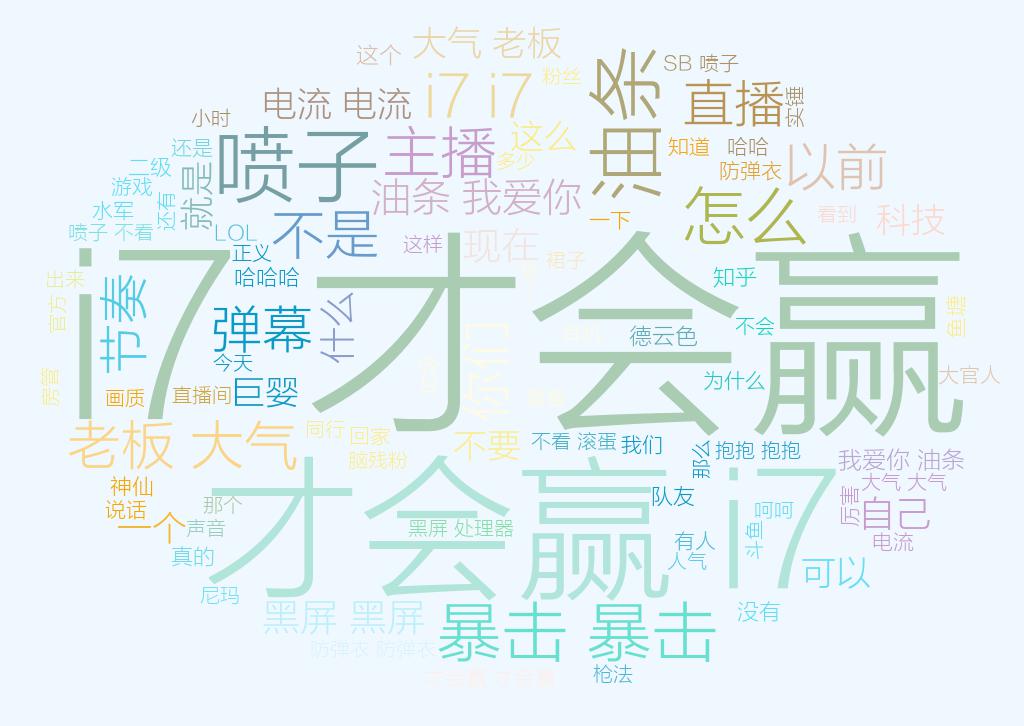 大气 老板
这个
i7 i7
粉丝
油条
SB 喷子
直播
实锤
电流 电流
小时
喷子
主播
这么
多少
知道
哈哈
防弹衣
以前
还是
二级
游戏
还有
就是
水军
喷子 不看
LOL
不是
油条 我爱你
一下
怎么
看到
科技
正义
这样
现在
裙子
哈哈哈
知乎
i7 才会赢
出来
官方
节奏
弹幕
什么
你们
德云色
不会
鱼塘
今天
房管
画质
直播间
巨婴
为什么
大官人
老板 大气
同行
回家
脑残粉
不要
不看 滚蛋
我们
那么
抱抱 抱抱
我爱你 油条
大气 大气
神仙
说话
一个
那个
声音
才会赢 i7
黑屏 处理器
队友
呵呵
斗鱼
厉害
自己
电流
真的
有人
人气
可以
尼玛
黑屏 黑屏
暴击 暴击
没有
防弹衣 防弹衣
才会赢 才会赢
枪法